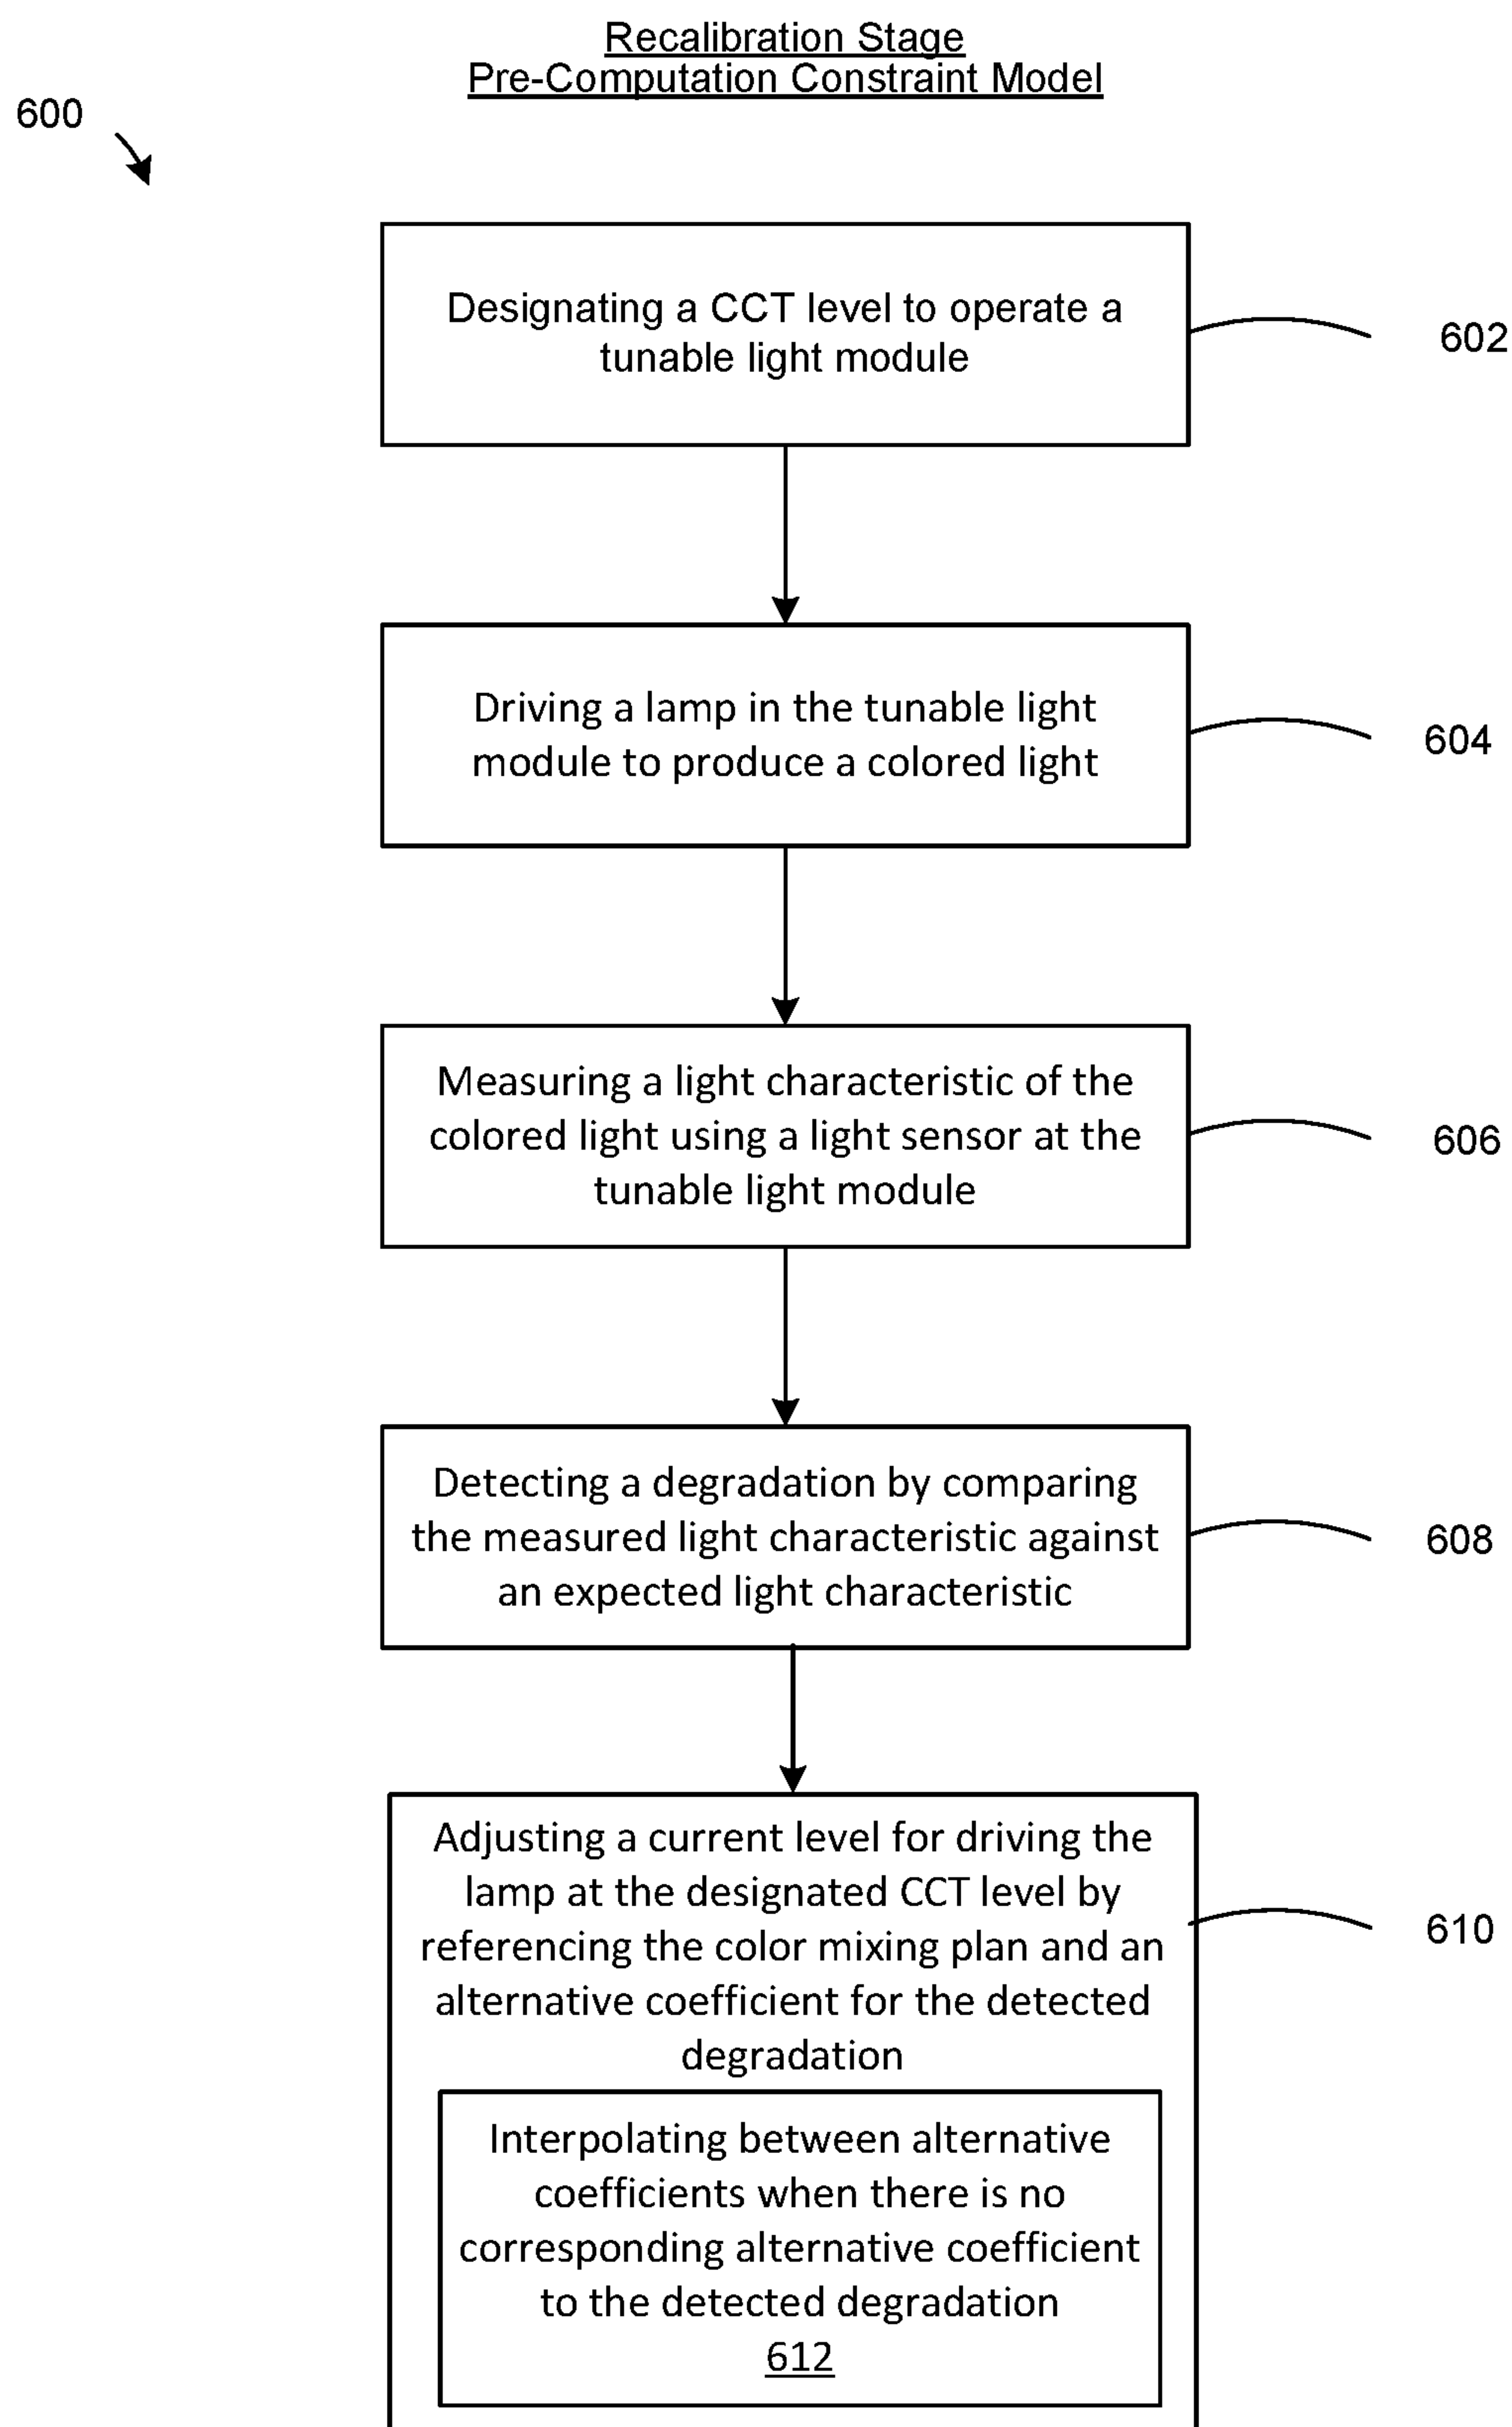 Recalibration Stage
Pre-Computation Constraint Model
600
Designating a CCT level to operate a
tunable light module
602
Driving a lamp in the tunable light
module to produce a colored light
604
Measuring a light characteristic of the
colored light using a light sensor at the
tunable light module
606
Detecting a degradation by comparing
the measured light characteristic against
an expected light characteristic
608
Adjusting a current level for driving the
lamp at the designated CCT level by
referencing the color mixing plan and an
alternative coefficient for the detected
degradation
610
Interpolating between alternative
coefficients when there is no
corresponding alternative coefficient
to the detected degradation
612